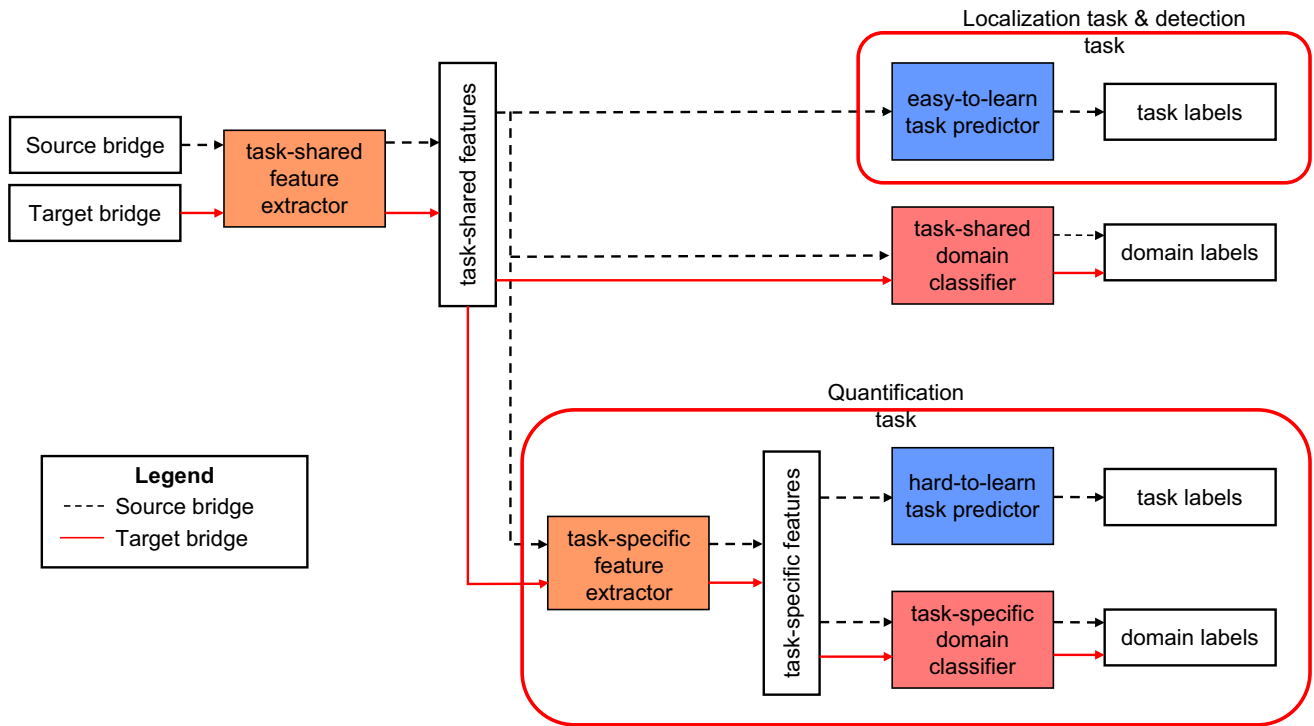 Localization task & detection
task
easy-to-learn
task predictor
task labels
Source bridge
Target bridge
task-shared
feature
extractor
task-shared features
task-shared
domain
classifier
domain labels
Quantification
task
Legend
Source bridge
Target bridge
task-specific
feature
extractor
task-specific features
hard-to-learn
task predictor
task labels
task-specific
domain
classifier
domain labels